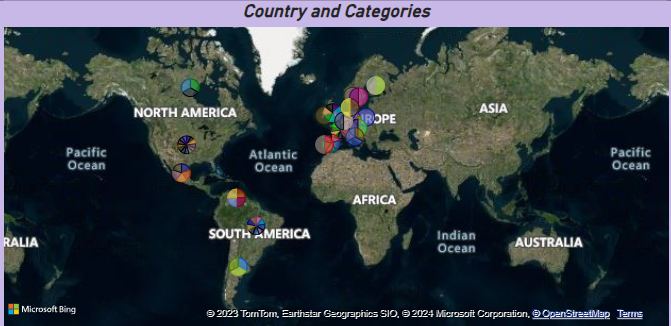 Country and Categories
NORTH AMERICA
ASIA
ROPE
Pacific
Ocean
Atlantic
Ocean
Pacific
Ocean
AFRICA
SOUTH AMERICA
Indian
Ocean
RALIA
AUSTRALIA
Microsoft Bing
© 2023 TomTom, Earthstar Geographics SIO, © 2024 Microsoft Corporation, © OpenStreetMap Terms